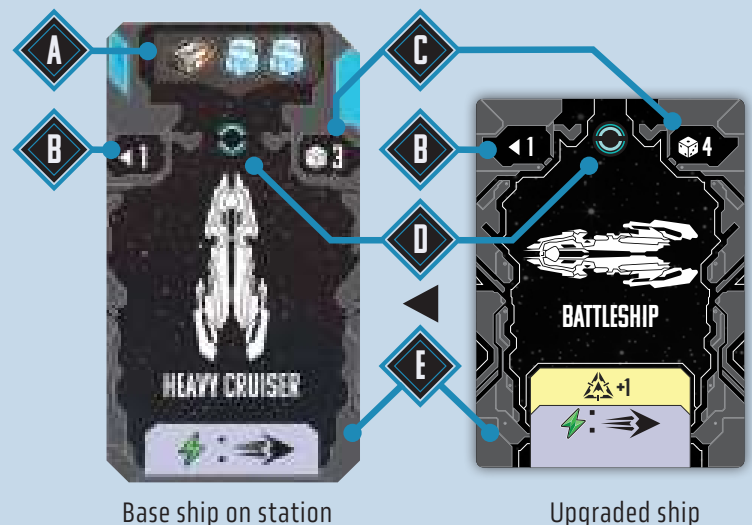 A
C
B
1
3
B
1
4
D
BATTLESHIP
HEAVY CRUISER
E
+1
:
:
Base ship on station
Upgraded ship